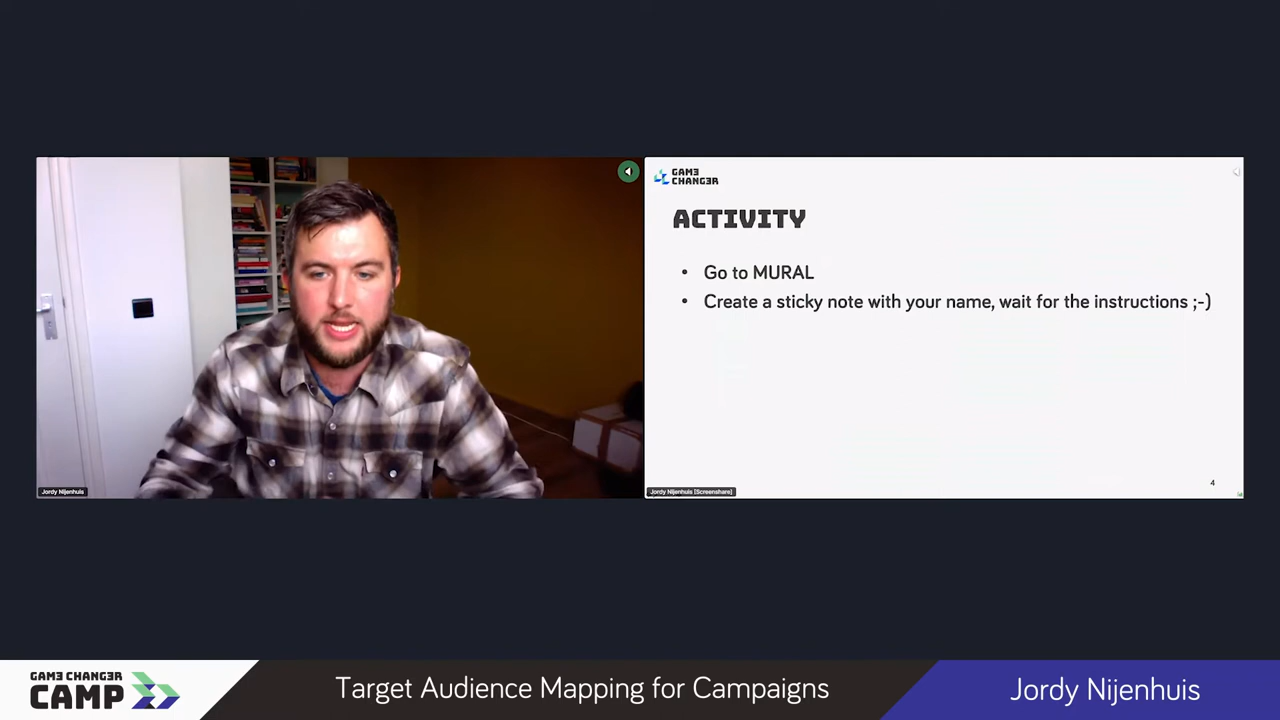 GAM3
CHANG3R
ACTIVITY
• Go to MURAL
• Create a sticky note with your name, wait for the instructions ;-)
4
Jordy Nijenhuis
Jordy Nijenhuis [Screenshare]
GAM3 CHANG3R
CAMP
Target Audience Mapping for Campaigns
Jordy Nijenhuis